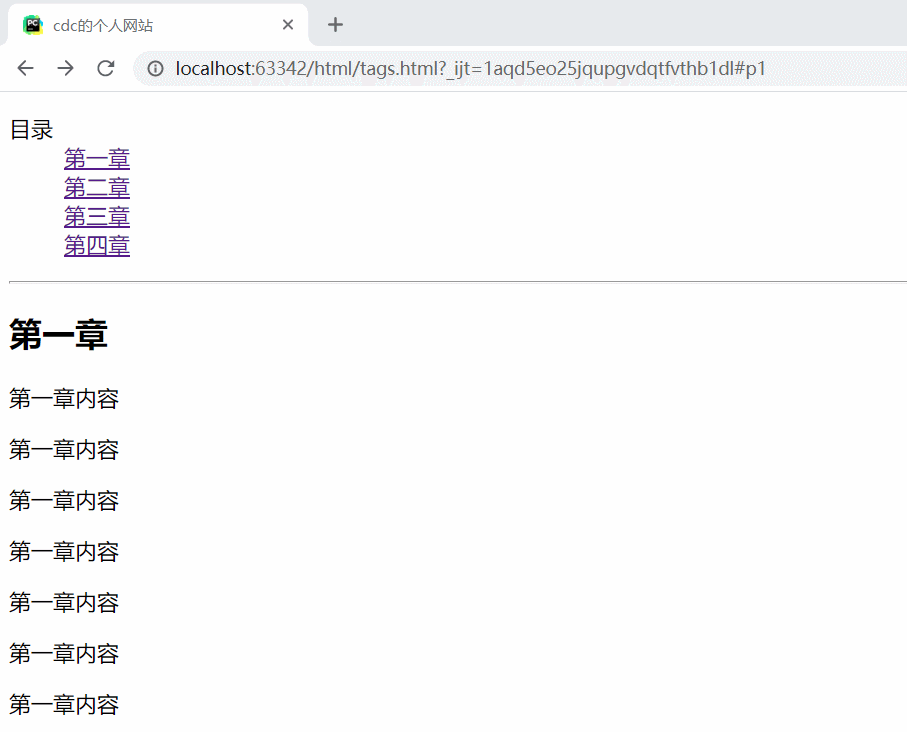 cdc的个人网站
localhost:63342/html/tags.html?_ijt=1aqd5eo25jqupgvdqtfvthb1dl#p1
目录
第一章
第二章
第三章
第四章
第一章
第一章内容
第一章内容
第一章内容
第一章内容
第一章内容
第一章内容
第一章内容